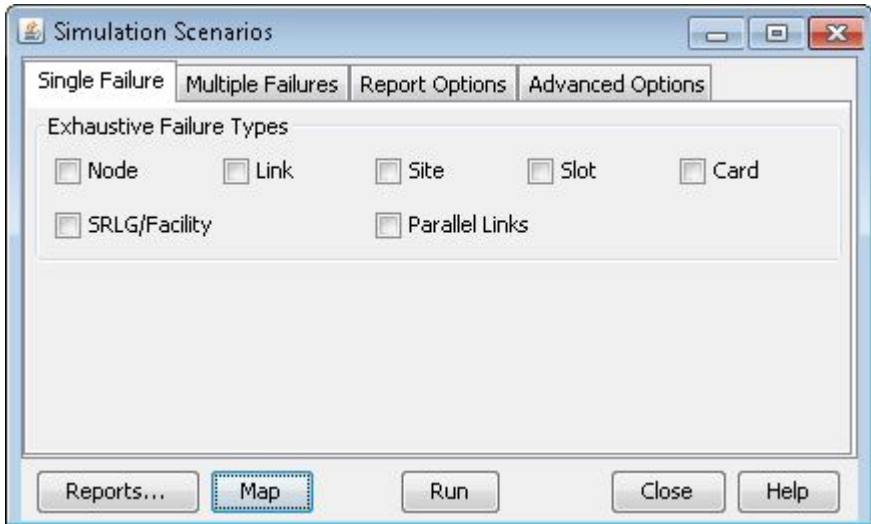 Simulation Scenarios
Single Failure Multiple Failures Report Options Advanced Options
Exhaustive Failure Types
Node Link Site Slot Card
SRLG/Facility Parallel Links
Reports... Map Run Close Help